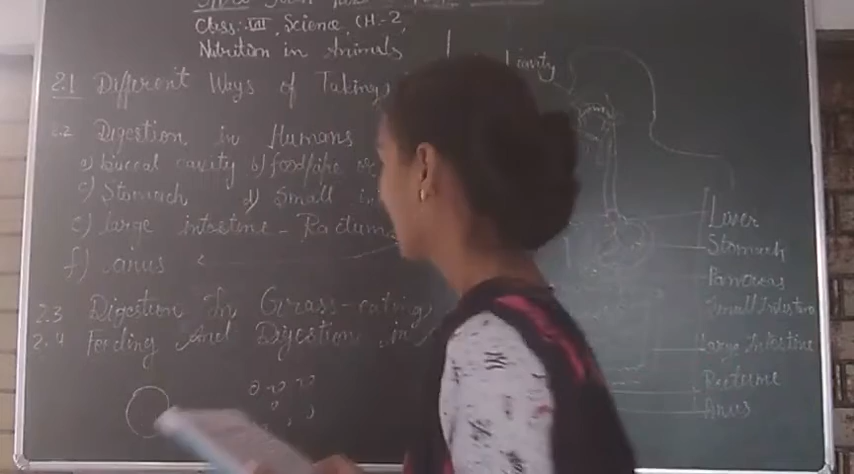 Class:-VII, Science, CH.-2,
Nutrition in Animals
2.1 Different Ways of Taking
2.2 Digestion in Humans
a) buccal cavity b) foodpipe
c) Stomach d) Small in
e) large intestine - Ractum
f) anus
2.3 Digestion In Grass-eating
2.4 Feeding And Digestion in
cavity
Liver
Stomach
Pancreas
Small Intestine
Large Intestine
Anus